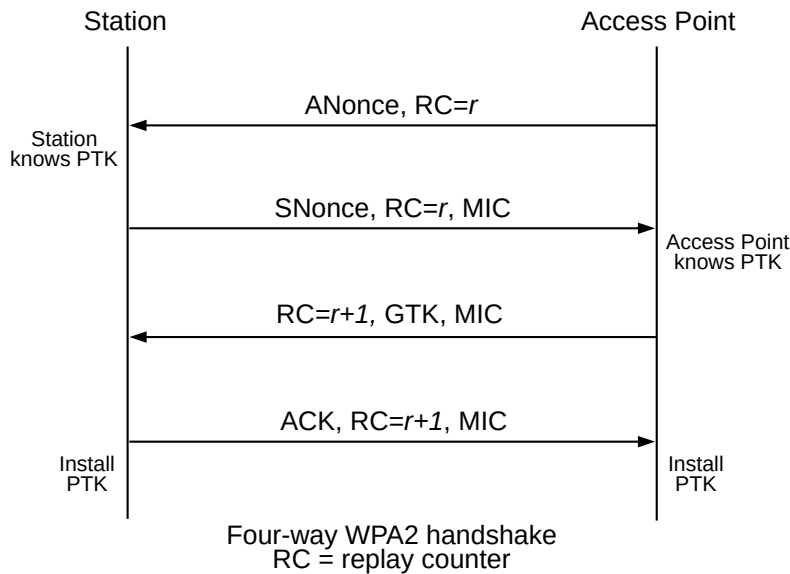 Station
Access Point
ANonce, RC=r
Station
knows PTK
SNonce, RC=r, MIC
Access Point
knows PTK
RC=r+1, GTK, MIC
ACK, RC=r+1, MIC
Install
PTK
Install
PTK
Four-way WPA2 handshake
RC = replay counter